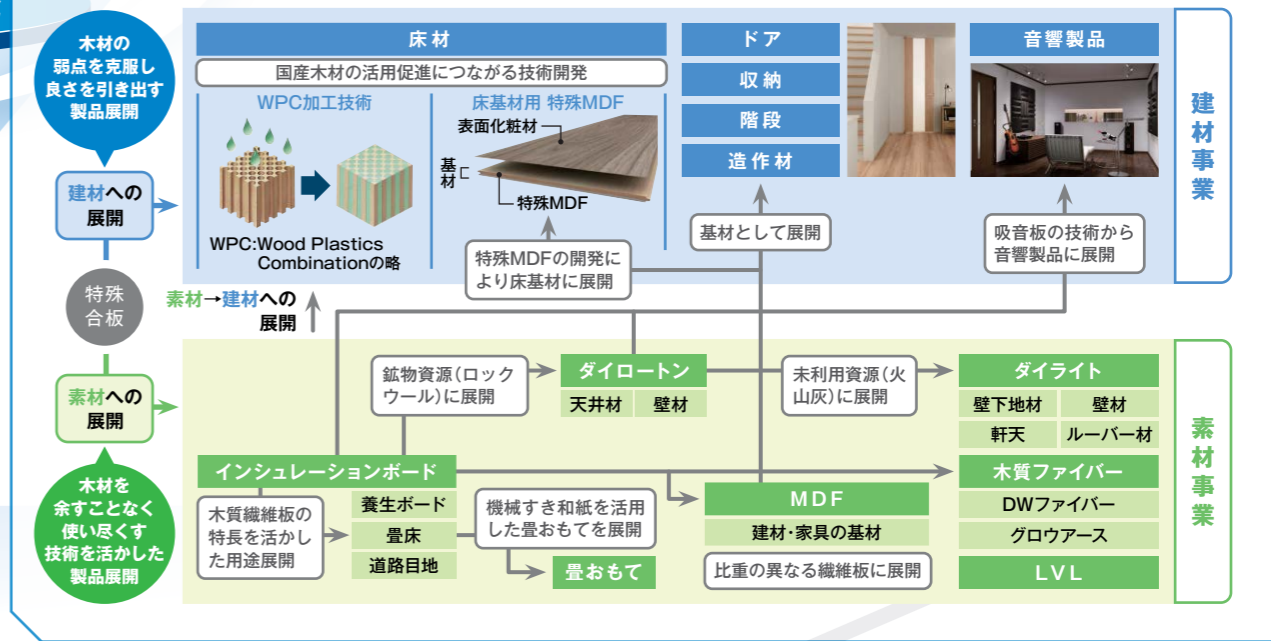 木材の
弱点を克服し
良さを引き出す
製品展開
建材への
展開
特殊
合板
素材への
展開
木材を
余すことなく
使い尽くす
技術を活かした
製品展開
床材
国産木材の活用促進につながる技術開発
WPC加工技術
WPC:Wood Plastics
Combinationの略
床基材用 特殊MDF
表面化粧材
基
材
特殊MDF
特殊MDFの開発に
より床基材に展開
ドア
収納
階段
造作材
基材として展開
音響製品
吸音板の技術から
音響製品に展開
建材事業
素材→建材への
展開
鉱物資源(ロック
ウール)に展開
ダイロートン
天井材
壁材
未利用資源(火
山灰)に展開
ダイライト
壁下地材
壁材
軒天
ルーバー材
インシュレーションボード
木質繊維板の
特長を活かし
た用途展開
養生ボード
畳床
道路目地
機械すき和紙を活用
した畳おもてを展開
畳おもて
MDF
建材・家具の基材
比重の異なる繊維板に展開
木質ファイバー
DWファイバー
グロウアース
LVL
素材事業